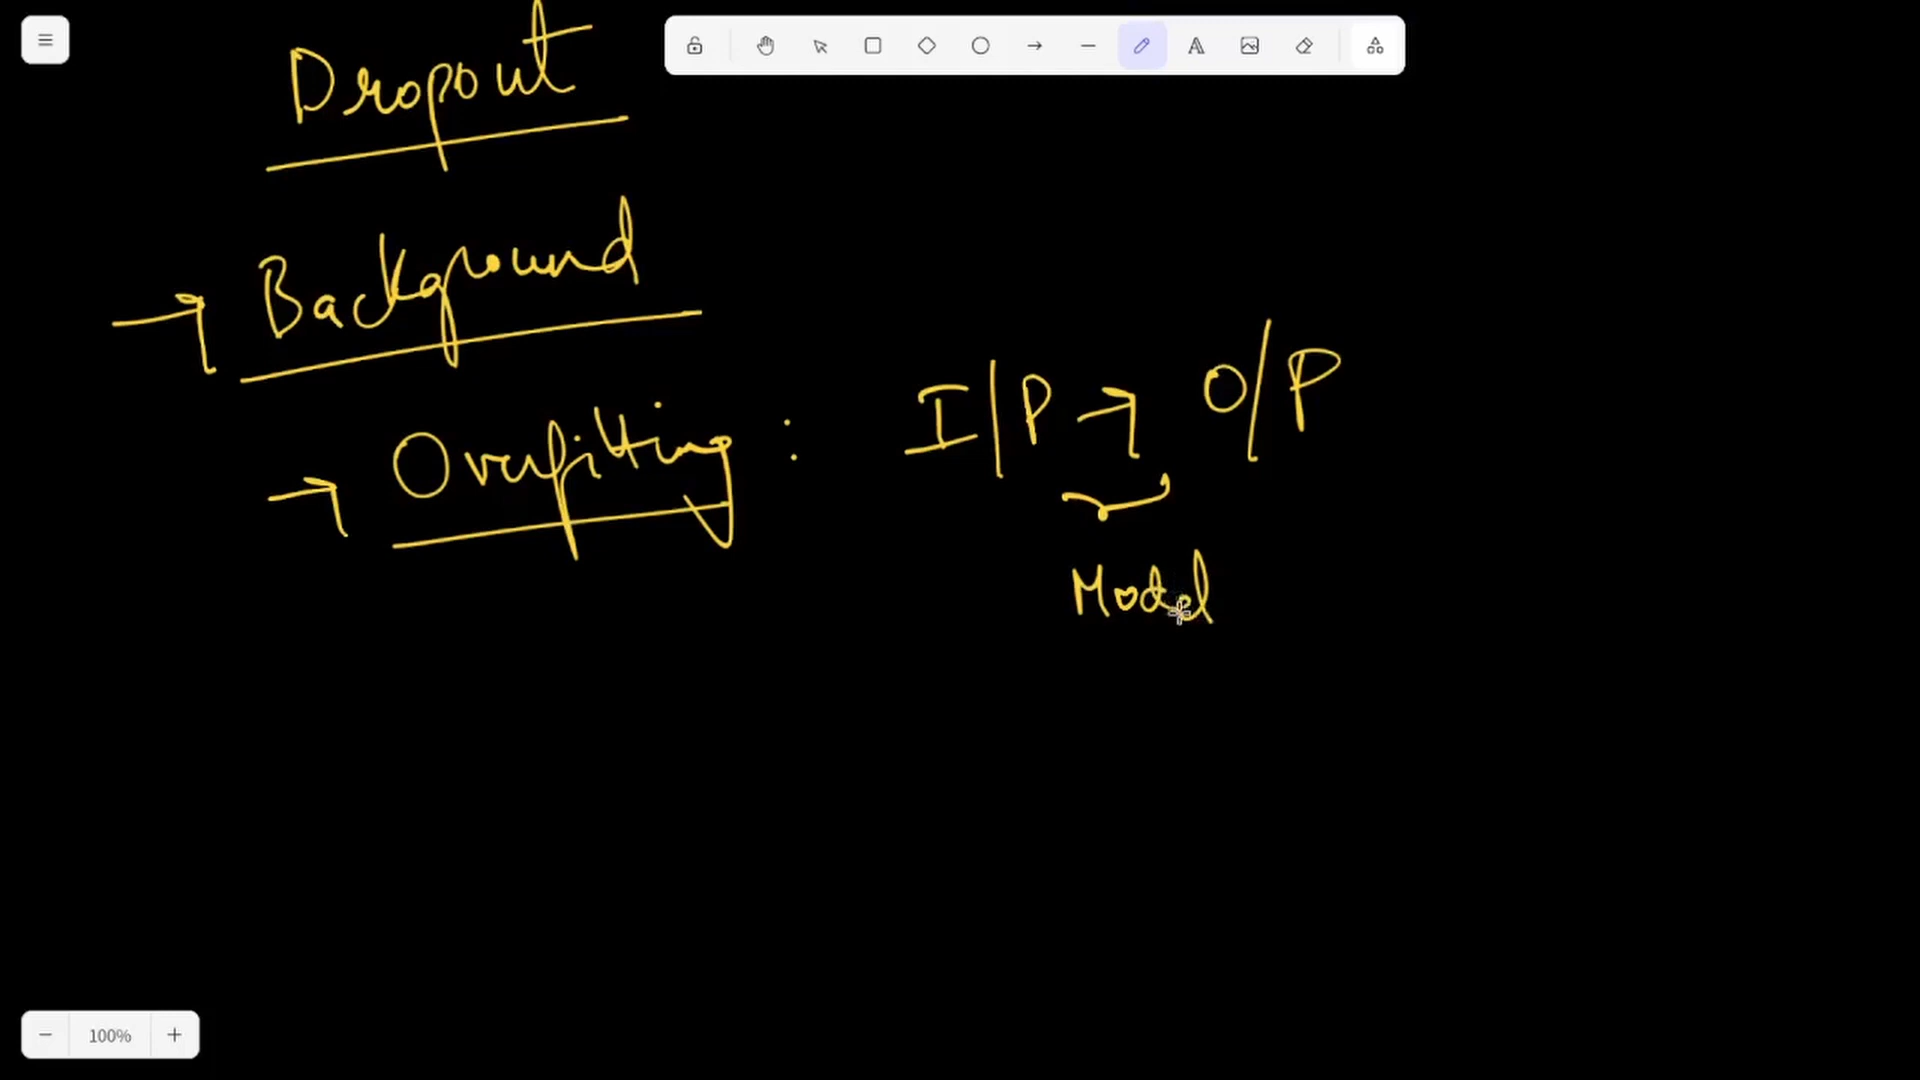 Dropout
→ Background
→ Overfitting : I/P → O/P
Model
A
100%